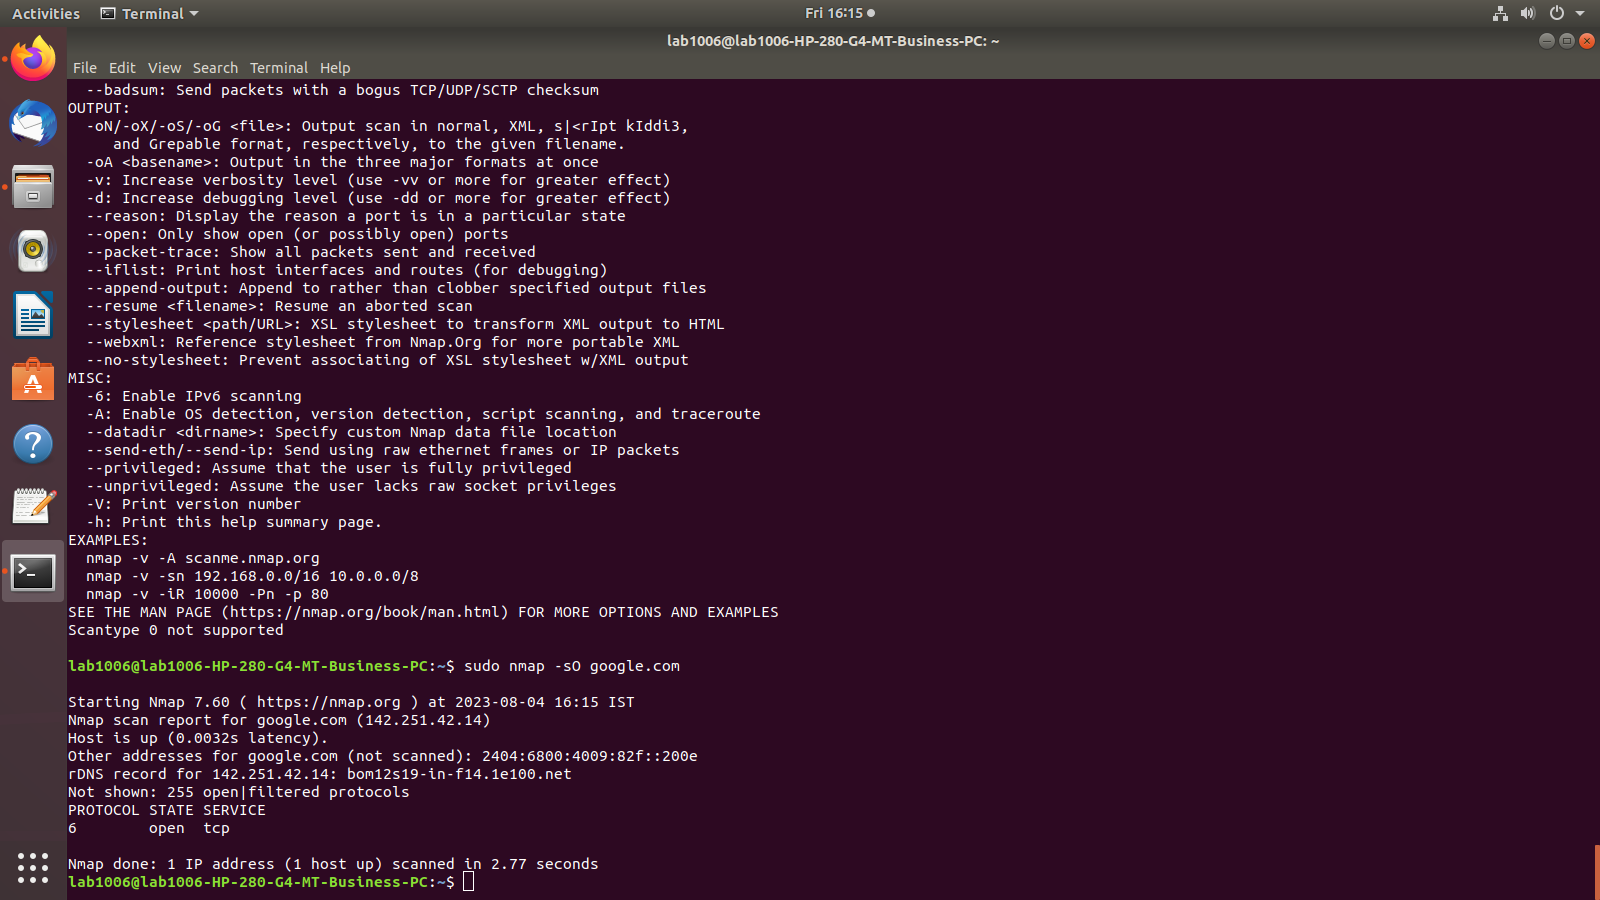 Activities Terminal Fri 16:15
lab1006@lab1006-HP-280-G4-MT-Business-PC: ~
File Edit View Search Terminal Help
  --badsum: Send packets with a bogus TCP/UDP/SCTP checksum
OUTPUT:
  -oN/-oX/-oS/-oG <file>: Output scan in normal, XML, s|<rIpt kIddi3,
     and Grepable format, respectively, to the given filename.
  -oA <basename>: Output in the three major formats at once
  -v: Increase verbosity level (use -vv or more for greater effect)
  -d: Increase debugging level (use -dd or more for greater effect)
  --reason: Display the reason a port is in a particular state
  --open: Only show open (or possibly open) ports
  --packet-trace: Show all packets sent and received
  --iflist: Print host interfaces and routes (for debugging)
  --append-output: Append to rather than clobber specified output files
  --resume <filename>: Resume an aborted scan
  --stylesheet <path/URL>: XSL stylesheet to transform XML output to HTML
  --webxml: Reference stylesheet from Nmap.Org for more portable XML
  --no-stylesheet: Prevent associating of XSL stylesheet w/XML output
MISC:
  -6: Enable IPv6 scanning
  -A: Enable OS detection, version detection, script scanning, and traceroute
  --datadir <dirname>: Specify custom Nmap data file location
  --send-eth/--send-ip: Send using raw ethernet frames or IP packets
  --privileged: Assume that the user is fully privileged
  --unprivileged: Assume the user lacks raw socket privileges
  -V: Print version number
  -h: Print this help summary page.
EXAMPLES:
  nmap -v -A scanme.nmap.org
  nmap -v -sn 192.168.0.0/16 10.0.0.0/8
  nmap -v -iR 10000 -Pn -p 80
SEE THE MAN PAGE (https://nmap.org/book/man.html) FOR MORE OPTIONS AND EXAMPLES
Scantype 0 not supported
lab1006@lab1006-HP-280-G4-MT-Business-PC:~$ sudo nmap -sO google.com
Starting Nmap 7.60 ( https://nmap.org ) at 2023-08-04 16:15 IST
Nmap scan report for google.com (142.251.42.14)
Host is up (0.0032s latency).
Other addresses for google.com (not scanned): 2404:6800:4009:82f::200e
rDNS record for 142.251.42.14: bom12s19-in-f14.1e100.net
Not shown: 255 open|filtered protocols
PROTOCOL STATE SERVICE
6        open  tcp
Nmap done: 1 IP address (1 host up) scanned in 2.77 seconds
lab1006@lab1006-HP-280-G4-MT-Business-PC:~$